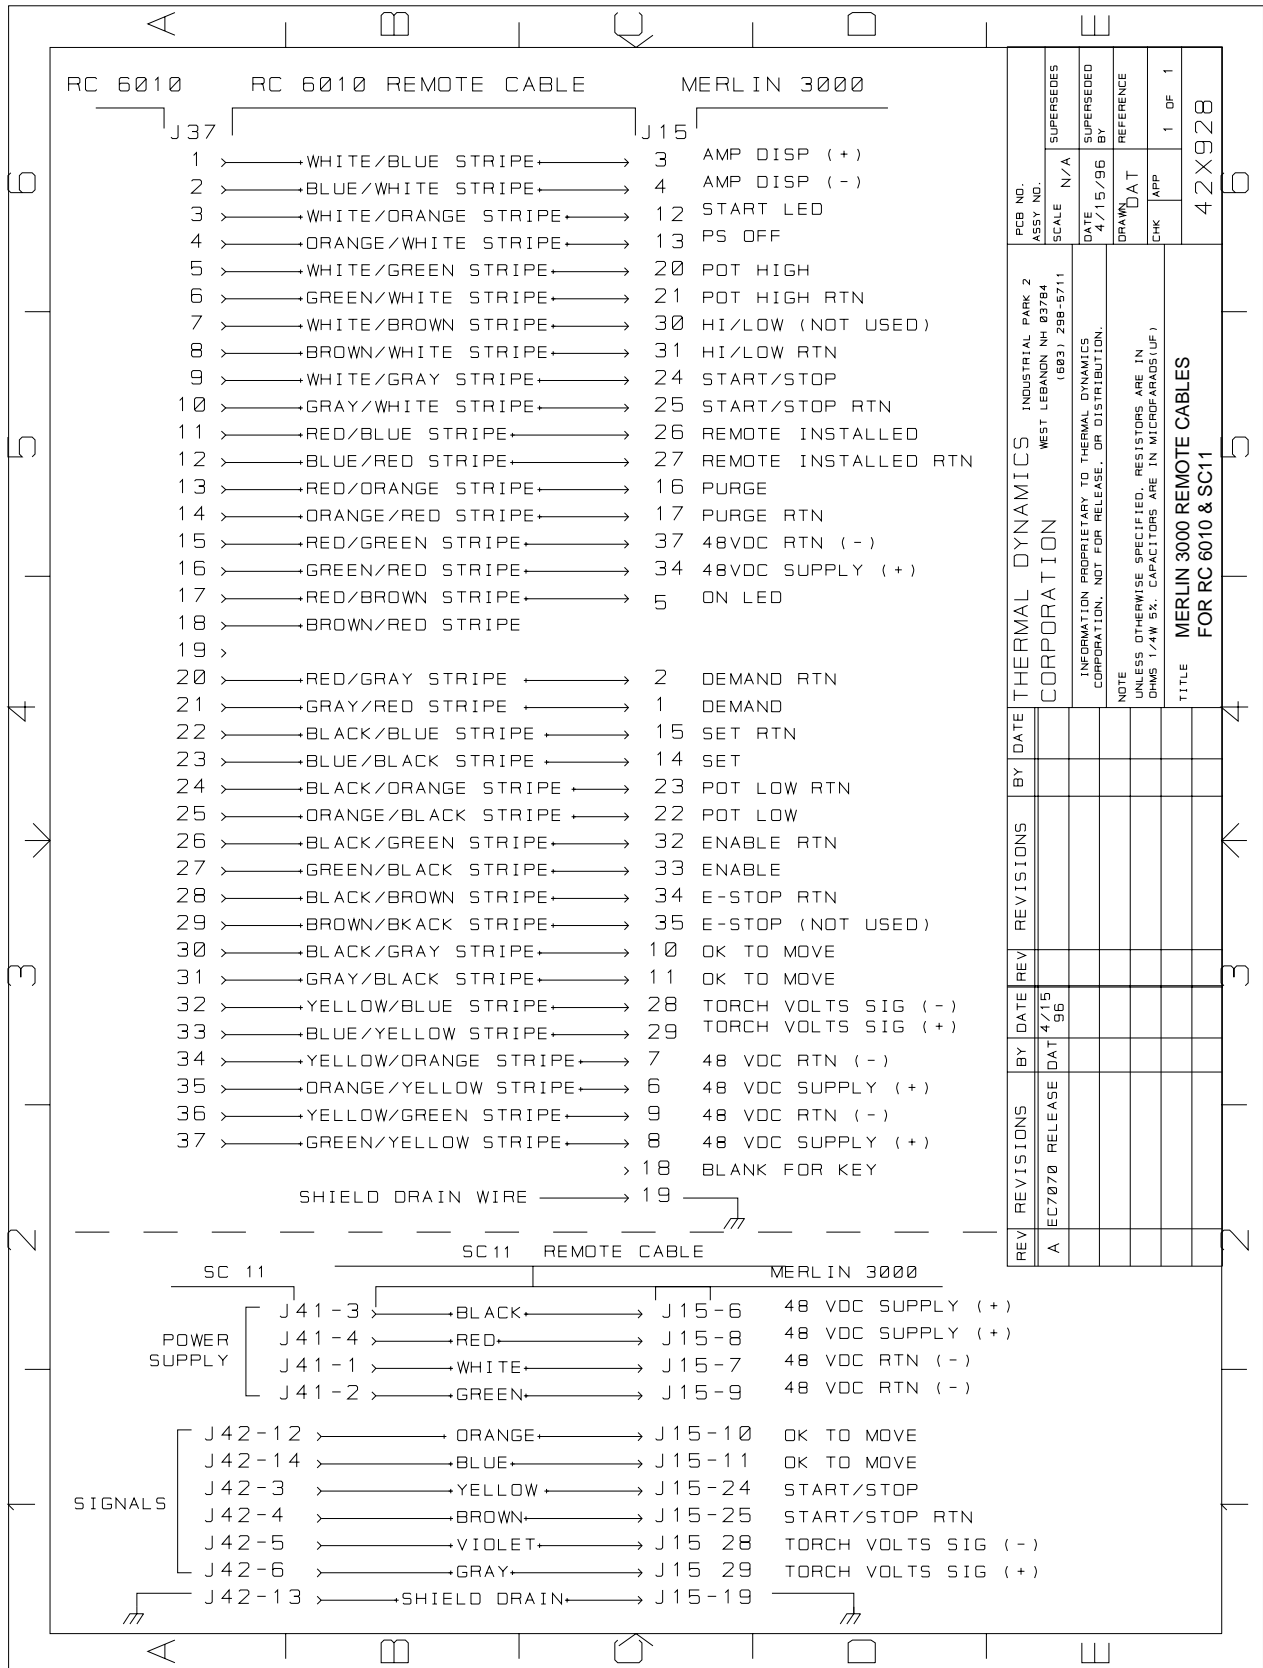 A B C D E
RC 6010 RC 6010 REMOTE CABLE MERLIN 3000
J37 J15
1 WHITE/BLUE STRIPE 3 AMP DISP (+)
2 BLUE/WHITE STRIPE 4 AMP DISP (-)
3 WHITE/ORANGE STRIPE 12 START LED
4 ORANGE/WHITE STRIPE 13 PS OFF
5 WHITE/GREEN STRIPE 20 POT HIGH
6 GREEN/WHITE STRIPE 21 POT HIGH RTN
7 WHITE/BROWN STRIPE 30 HI/LOW (NOT USED)
8 BROWN/WHITE STRIPE 31 HI/LOW RTN
9 WHITE/GRAY STRIPE 24 START/STOP
10 GRAY/WHITE STRIPE 25 START/STOP RTN
11 RED/BLUE STRIPE 26 REMOTE INSTALLED
12 BLUE/RED STRIPE 27 REMOTE INSTALLED RTN
13 RED/ORANGE STRIPE 16 PURGE
14 ORANGE/RED STRIPE 17 PURGE RTN
15 RED/GREEN STRIPE 37 48VDC RTN (-)
16 GREEN/RED STRIPE 34 48VDC SUPPLY (+)
17 RED/BROWN STRIPE 5 ON LED
18 BROWN/RED STRIPE
19
20 RED/GRAY STRIPE 2 DEMAND RTN
21 GRAY/RED STRIPE 1 DEMAND
22 BLACK/BLUE STRIPE 15 SET RTN
23 BLUE/BLACK STRIPE 14 SET
24 BLACK/ORANGE STRIPE 23 POT LOW RTN
25 ORANGE/BLACK STRIPE 22 POT LOW
26 BLACK/GREEN STRIPE 32 ENABLE RTN
27 GREEN/BLACK STRIPE 33 ENABLE
28 BLACK/BROWN STRIPE 34 E-STOP RTN
29 BROWN/BKACK STRIPE 35 E-STOP (NOT USED)
30 BLACK/GRAY STRIPE 10 OK TO MOVE
31 GRAY/BLACK STRIPE 11 OK TO MOVE
32 YELLOW/BLUE STRIPE 28 TORCH VOLTS SIG (-)
33 BLUE/YELLOW STRIPE 29 TORCH VOLTS SIG (+)
34 YELLOW/ORANGE STRIPE 7 48 VDC RTN (-)
35 ORANGE/YELLOW STRIPE 6 48 VDC SUPPLY (+)
36 YELLOW/GREEN STRIPE 9 48 VDC RTN (-)
37 GREEN/YELLOW STRIPE 8 48 VDC SUPPLY (+)
18 BLANK FOR KEY
SHIELD DRAIN WIRE 19
SC11 REMOTE CABLE
SC 11 MERLIN 3000
POWER SUPPLY
J41-3 BLACK J15-6 48 VDC SUPPLY (+)
J41-4 RED J15-8 48 VDC SUPPLY (+)
J41-1 WHITE J15-7 48 VDC RTN (-)
J41-2 GREEN J15-9 48 VDC RTN (-)
SIGNALS
J42-12 ORANGE J15-10 OK TO MOVE
J42-14 BLUE J15-11 OK TO MOVE
J42-3 YELLOW J15-24 START/STOP
J42-4 BROWN J15-25 START/STOP RTN
J42-5 VIOLET J15 28 TORCH VOLTS SIG (-)
J42-6 GRAY J15 29 TORCH VOLTS SIG (+)
J42-13 SHIELD DRAIN J15-19
A B C D E
6 5 4 3 2 1
6 5 4 3 2 1
REV REVISIONS BY DATE REV REVISIONS BY DATE
A EC7070 RELEASE DAT 4/15
96
THERMAL DYNAMICS
CORPORATION
INDUSTRIAL PARK 2
WEST LEBANON NH 03784
(603) 298-5711
INFORMATION PROPRIETARY TO THERMAL DYNAMICS
CORPORATION. NOT FOR RELEASE, OR DISTRIBUTION.
NOTE
UNLESS OTHERWISE SPECIFIED, RESISTORS ARE IN
OHMS 1/4W 5%. CAPACITORS ARE IN MICROFARADS(UF)
TITLE
MERLIN 3000 REMOTE CABLES
FOR RC 6010 & SC11
PCB NO.
ASSY NO.
SCALE N/A SUPERSEDES
DATE
4/15/96 SUPERSEDED
BY
DRAWN DAT REFERENCE
CHK APP 1 OF 1
42X928